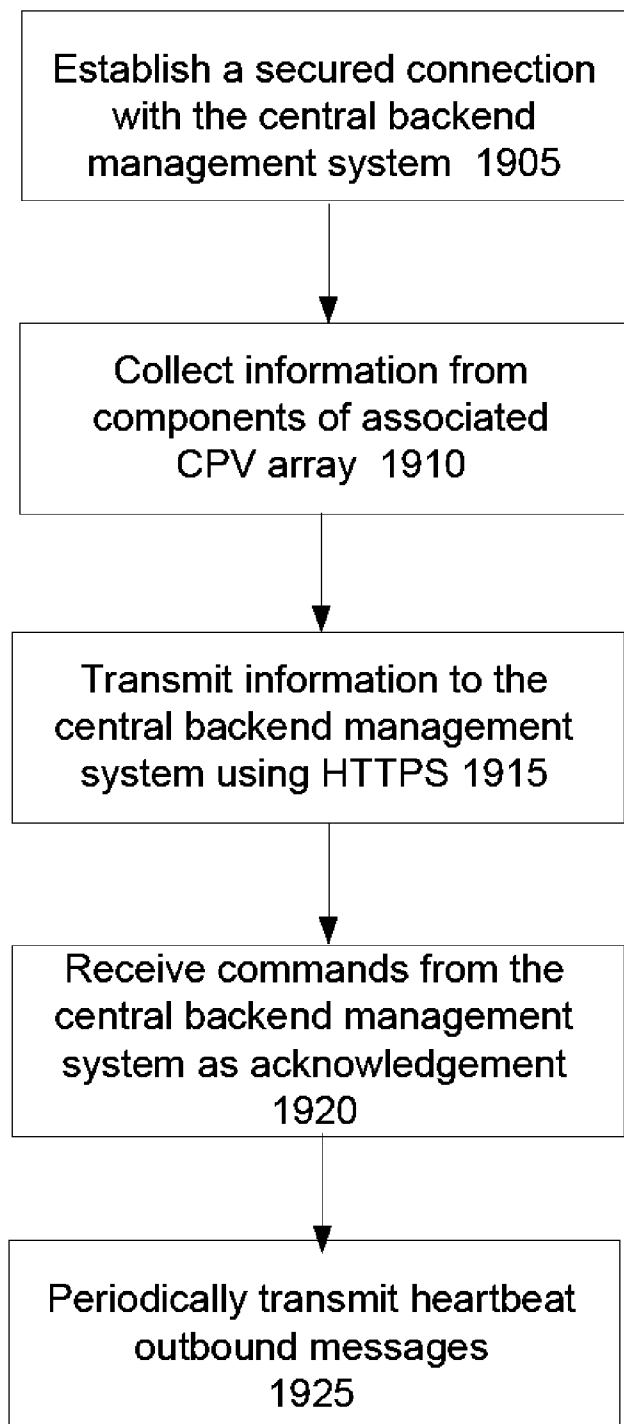 Establish a secured connection
with the central backend
management system 1905
Collect information from
components of associated
CPV array 1910
Transmit information to the
central backend management
system using HTTPS 1915
Receive commands from the
central backend management
system as acknowledgement
1920
Periodically transmit heartbeat
outbound messages
1925